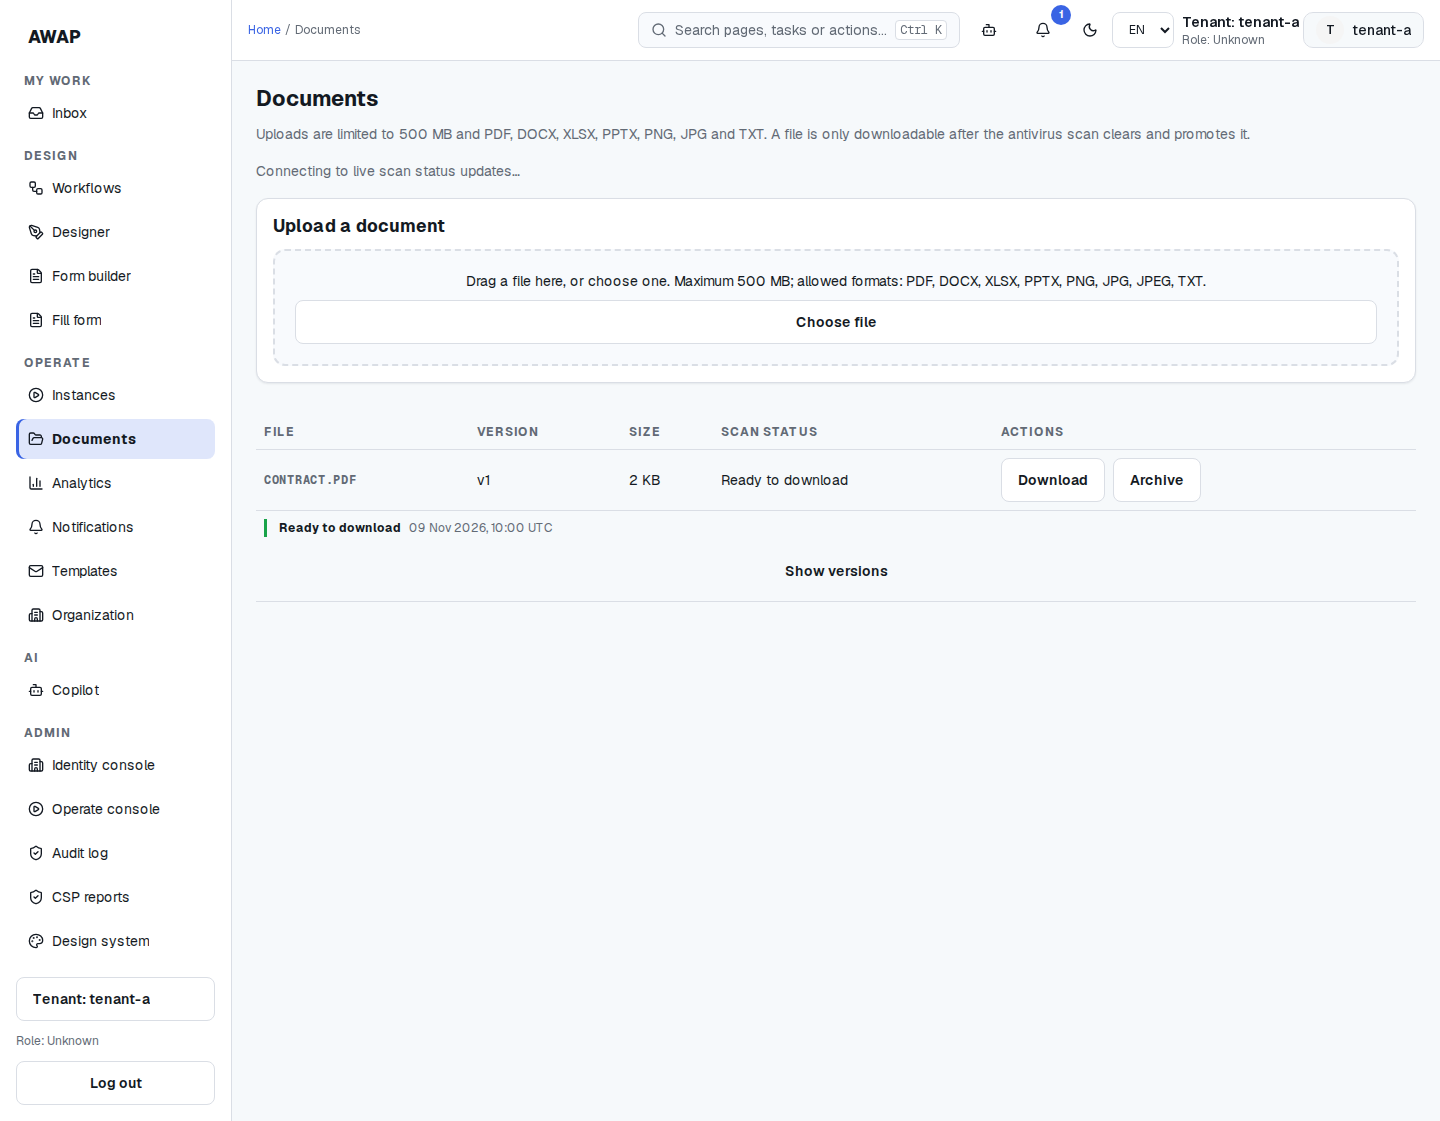 AWAP
MY WORK
Inbox
DESIGN
Workflows
Designer
Form builder
Fill form
OPERATE
Instances
Documents
Analytics
Notifications
Templates
Organization
AI
Copilot
ADMIN
Identity console
Operate console
Audit log
CSP reports
Design system
Tenant: tenant-a
Role: Unknown
Log out
Home / Documents
Search pages, tasks or actions... Ctrl K
1
EN
Tenant: tenant-a
Role: Unknown
T tenant-a
Documents
Uploads are limited to 500 MB and PDF, DOCX, XLSX, PPTX, PNG, JPG and TXT. A file is only downloadable after the antivirus scan clears and promotes it.
Connecting to live scan status updates…
Upload a document
Drag a file here, or choose one. Maximum 500 MB; allowed formats: PDF, DOCX, XLSX, PPTX, PNG, JPG, JPEG, TXT.
Choose file
FILE VERSION SIZE SCAN STATUS ACTIONS
CONTRACT.PDF v1 2 KB Ready to download Download Archive
Ready to download 09 Nov 2026, 10:00 UTC
Show versions